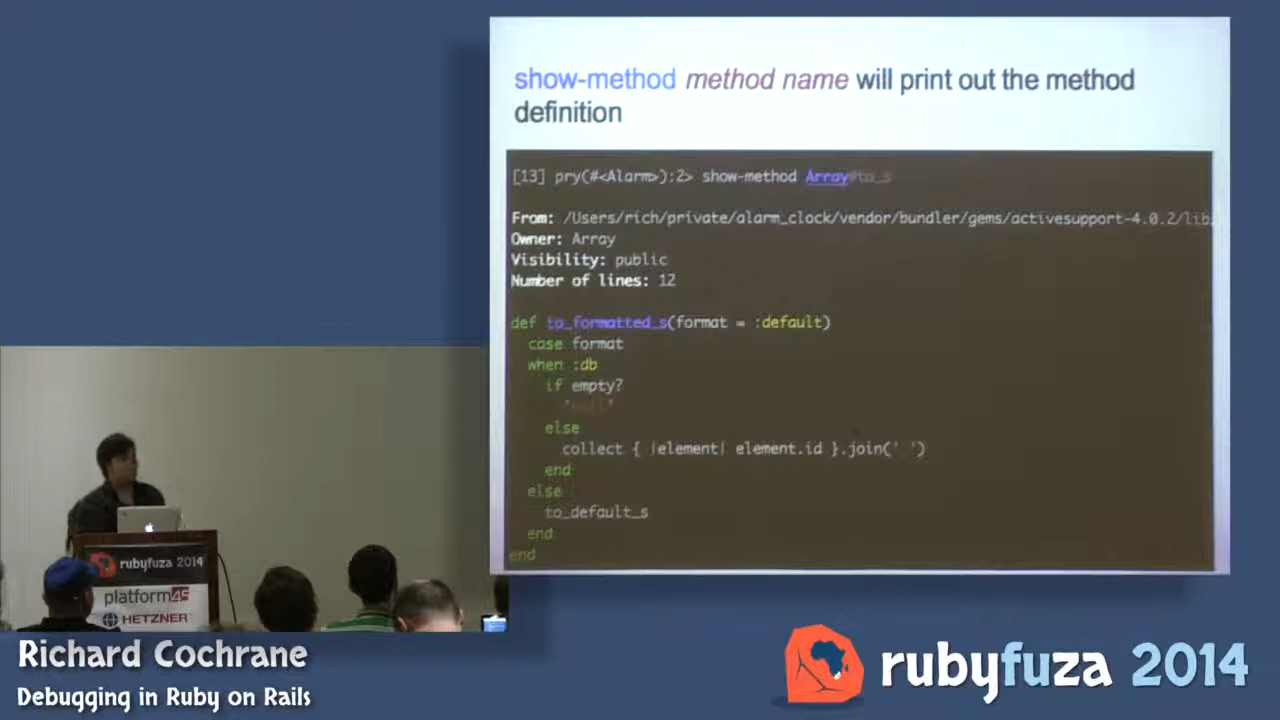 show-method method name will print out the method
definition
[13] pry(#<Alarm>):2> show-method Array#to_s
From: /Users/rich/private/alarm_clock/vendor/bundler/gems/activesupport-4.0.2/lib
Owner: Array
Visibility: public
Number of lines: 12
def to_formatted_s(format = :default)
case format
when :db
if empty?
'null'
else
collect { |element| element.id }.join(',')
end
else
to_default_s
end
end
rubyfuza 2014
platform45
HETZNER
Richard Cochrane
Debugging in Ruby on Rails
rubyfuza 2014